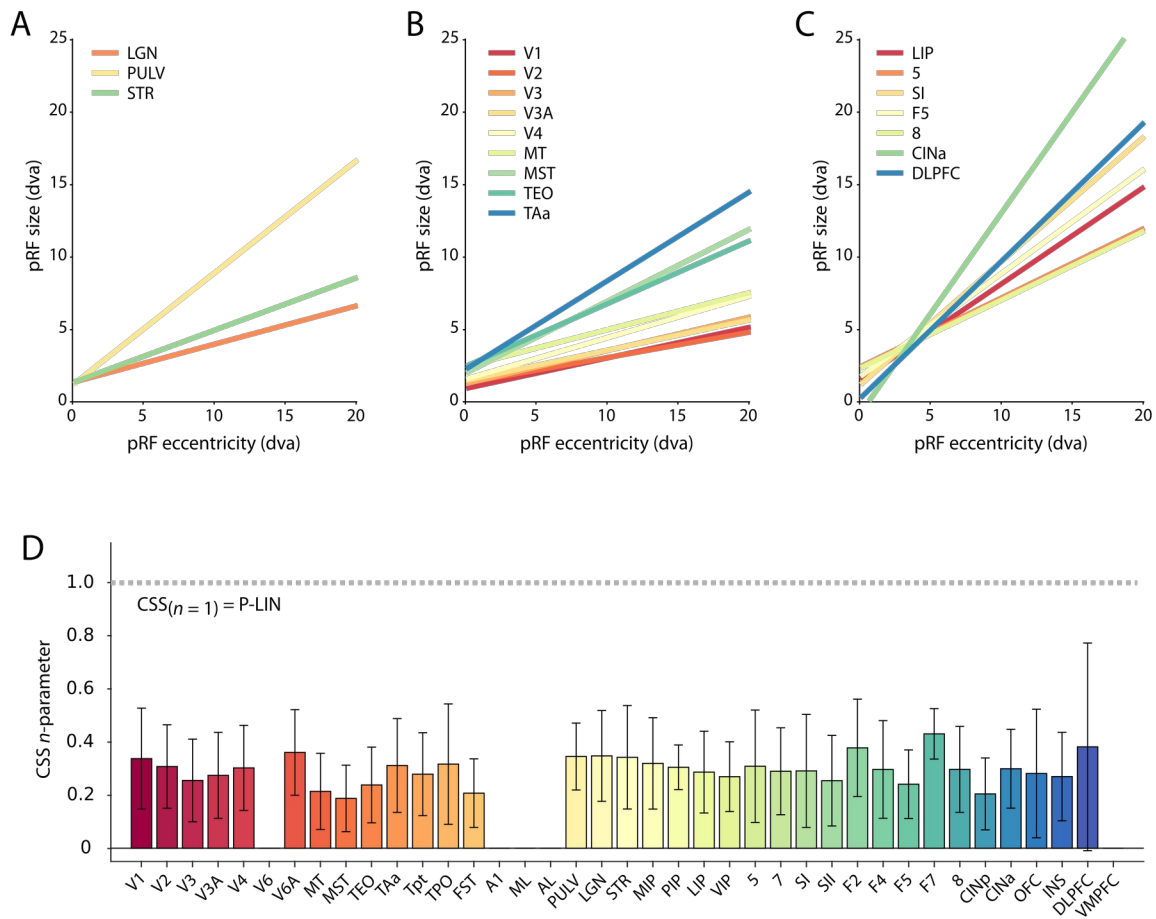 A
25
20
15
10
5
0
LGN
PULV
STR
pRF size (dva)
0 5 10 15 20
pRF eccentricity (dva)
B
25
20
15
10
5
0
V1
V2
V3
V3A
V4
MT
MST
TEO
TAa
pRF size (dva)
0 5 10 15 20
pRF eccentricity (dva)
C
25
20
15
10
5
0
LIP
5
SI
F5
8
CINa
DLPFC
pRF size (dva)
0 5 10 15 20
pRF eccentricity (dva)
D
1.0
0.8
0.6
0.4
0.2
0
CSS n-parameter
CSS(n = 1) = P-LIN
V1 V2 V3 V3A V4 V6 V6A MT MST TEO TAa Tpt TPO FST A1 ML AL PULV LGN STR MIP PIP LIP VIP 5 7 SI SII F2 F4 F5 F7 8 CINp CINa OFC INS DLPFC VMPFC